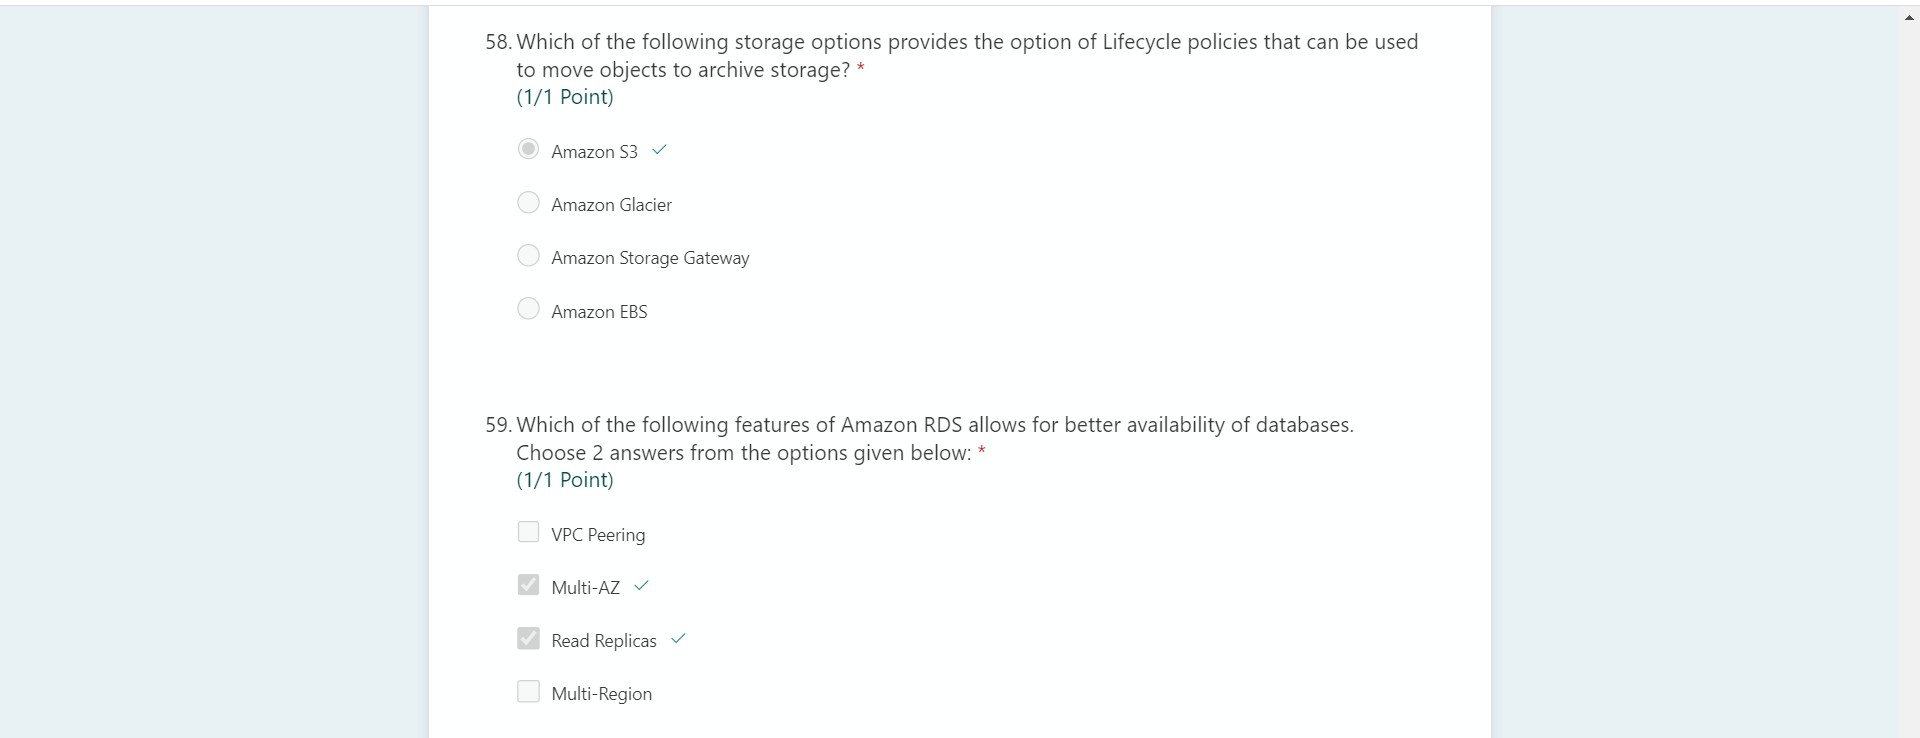 58. Which of the following storage options provides the option of Lifecycle policies that can be used
to move objects to archive storage? *
(1/1 Point)
Amazon S3
Amazon Glacier
Amazon Storage Gateway
Amazon EBS
59. Which of the following features of Amazon RDS allows for better availability of databases.
Choose 2 answers from the options given below: *
(1/1 Point)
VPC Peering
Multi-AZ
Read Replicas
Multi-Region